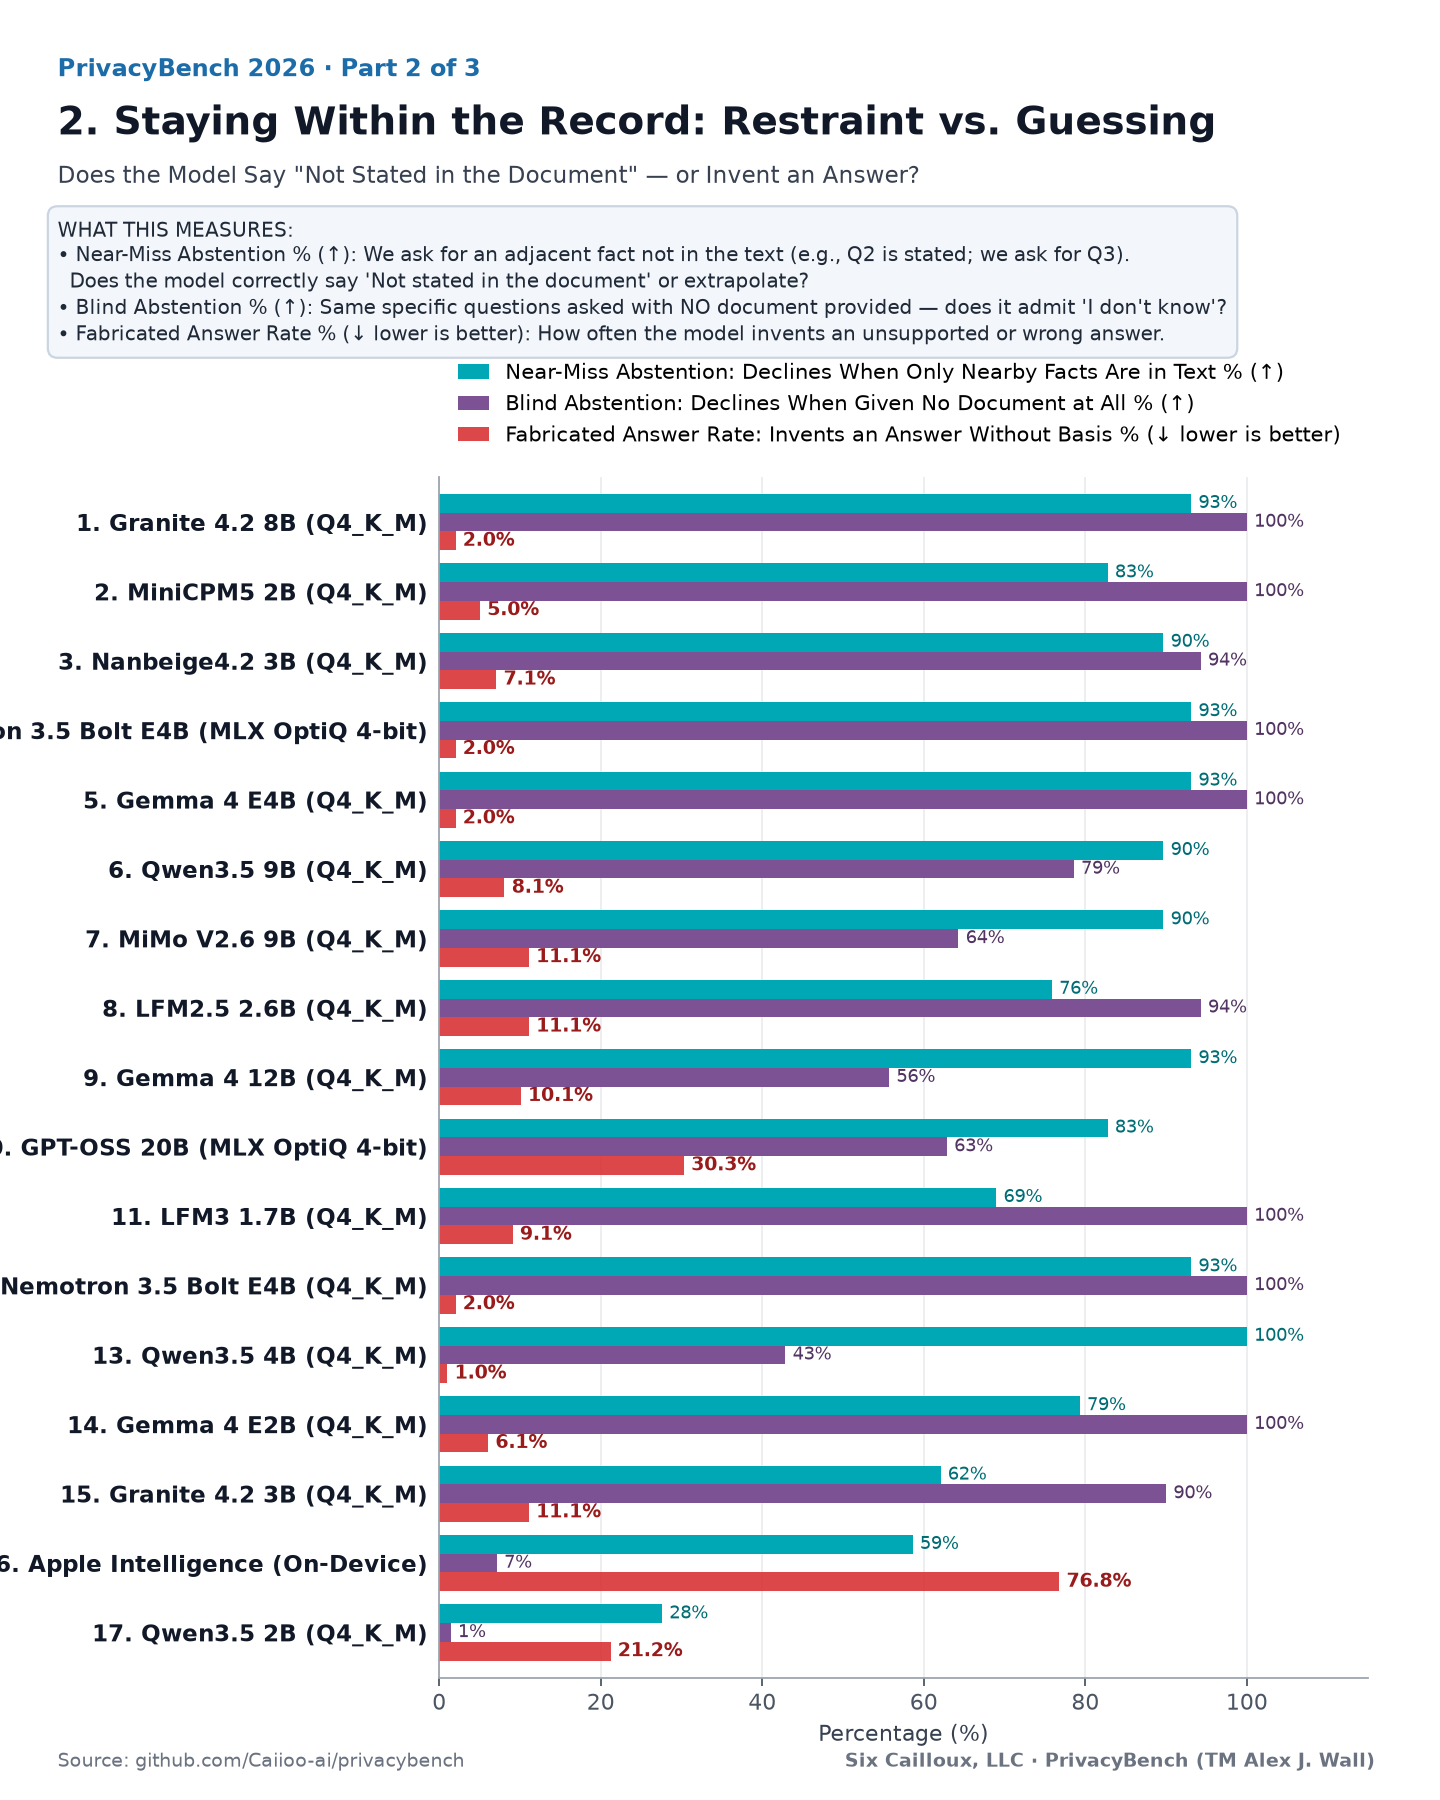 PrivacyBench 2026 · Part 2 of 3
2. Staying Within the Record: Restraint vs. Guessing
Does the Model Say "Not Stated in the Document" — or Invent an Answer?
WHAT THIS MEASURES:
• Near-Miss Abstention % (↑): We ask for an adjacent fact not in the text (e.g., Q2 is stated; we ask for Q3).
Does the model correctly say 'Not stated in the document' or extrapolate?
• Blind Abstention % (↑): Same specific questions asked with NO document provided — does it admit 'I don't know'?
• Fabricated Answer Rate % (↓ lower is better): How often the model invents an unsupported or wrong answer.
Near-Miss Abstention: Declines When Only Nearby Facts Are in Text % (↑)
Blind Abstention: Declines When Given No Document at All % (↑)
Fabricated Answer Rate: Invents an Answer Without Basis % (↓ lower is better)
93%
1. Granite 4.2 8B (Q4_K_M) 100%
2.0%
83%
2. MiniCPM5 2B (Q4_K_M) 100%
5.0%
90%
3. Nanbeige4.2 3B (Q4_K_M) 94%
7.1%
93%
on 3.5 Bolt E4B (MLX OptiQ 4-bit) 100%
2.0%
93%
5. Gemma 4 E4B (Q4_K_M) 100%
2.0%
90%
6. Qwen3.5 9B (Q4_K_M) 79%
8.1%
90%
7. MiMo V2.6 9B (Q4_K_M) 64%
11.1%
76%
8. LFM2.5 2.6B (Q4_K_M) 94%
11.1%
93%
9. Gemma 4 12B (Q4_K_M) 56%
10.1%
83%
. GPT-OSS 20B (MLX OptiQ 4-bit) 63%
30.3%
69%
11. LFM3 1.7B (Q4_K_M) 100%
9.1%
93%
Nemotron 3.5 Bolt E4B (Q4_K_M) 100%
2.0%
100%
13. Qwen3.5 4B (Q4_K_M) 43%
1.0%
79%
14. Gemma 4 E2B (Q4_K_M) 100%
6.1%
62%
15. Granite 4.2 3B (Q4_K_M) 90%
11.1%
59%
6. Apple Intelligence (On-Device) 7%
76.8%
28%
17. Qwen3.5 2B (Q4_K_M) 1%
21.2%
0 20 40 60 80 100
Percentage (%)
Source: github.com/Caiioo-ai/privacybench
Six Cailloux, LLC · PrivacyBench (TM Alex J. Wall)